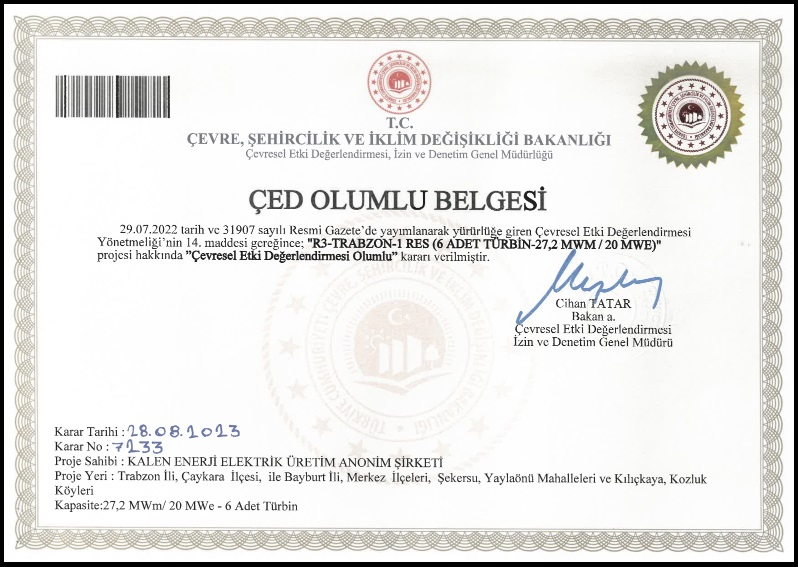 T.C.
ÇEVRE, ŞEHİRCİLİK VE İKLİM DEĞİŞİKLİĞİ BAKANLIĞI
Çevresel Etki Değerlendirmesi, İzin ve Denetim Genel Müdürlüğü
ÇED OLUMLU BELGESİ
29.07.2022 tarih ve 31907 sayılı Resmi Gazete'de yayımlanarak yürürlüğe giren Çevresel Etki Değerlendirmesi
Yönetmeliği'nin 14. maddesi gereğince; "R3-TRABZON-1 RES (6 ADET TÜRBİN-27,2 MWM / 20 MWE)"
projesi hakkında "Çevresel Etki Değerlendirmesi Olumlu" kararı verilmiştir.
Cihan TATAR
Bakan a.
Çevresel Etki Değerlendirmesi
İzin ve Denetim Genel Müdürü
Karar Tarihi : 28.08.2023
Karar No : 7233
Proje Sahibi : KALEN ENERJİ ELEKTRİK ÜRETİM ANONİM ŞİRKETİ
Proje Yeri : Trabzon İli, Çaykara İlçesi, ile Bayburt İli, Merkez İlçeleri, Şekersu, Yaylaönü Mahalleleri ve Kılıçkaya, Kozluk
Köyleri
Kapasite:27,2 MWm/ 20 MWe - 6 Adet Türbin